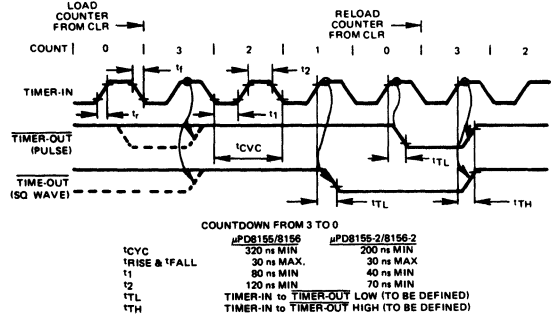 LOAD
COUNTER
FROM CLR
RELOAD
COUNTER
FROM CLR
COUNT | 0 | 3 | 2 | 1 | 0 | 3 | 2
TIMER-IN
tf
t2
tr
t1
TIMER-OUT
(PULSE)
tCYC
tTL
TIME-OUT
(SQ WAVE)
tTL
tTH
COUNTDOWN FROM 3 TO 0
µPD8155/8156 µPD8155-2/8156-2
tCYC 320 ns MIN 200 ns MIN
tRISE & tFALL 30 ns MAX. 30 ns MAX
t1 80 ns MIN 40 ns MIN
t2 120 ns MIN 70 ns MIN
tTL TIMER-IN to TIMER-OUT LOW (TO BE DEFINED)
tTH TIMER-IN to TIMER-OUT HIGH (TO BE DEFINED)